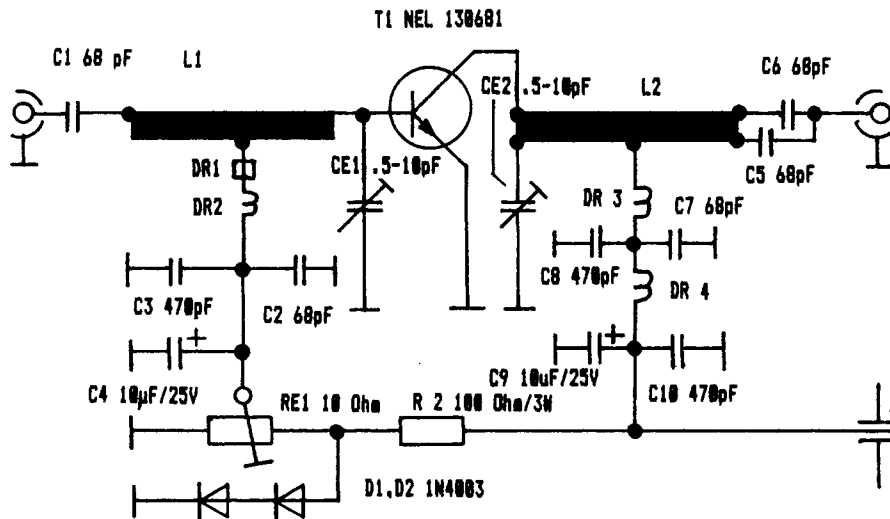 T1 NEL 130681
C1 68 pF
L1
CE2 .5-10pF
L2
C6 68pF
DR1
CE1 .5-10pF
C5 68pF
DR2
DR 3
C7 68pF
C3 470pF
C2 68pF
C8 470pF
DR 4
C4 10µF/25V
C9 10uF/25V
C10 470pF
RE1 10 Ohm
R 2 100 Ohm/3W
D1,D2 1N4003